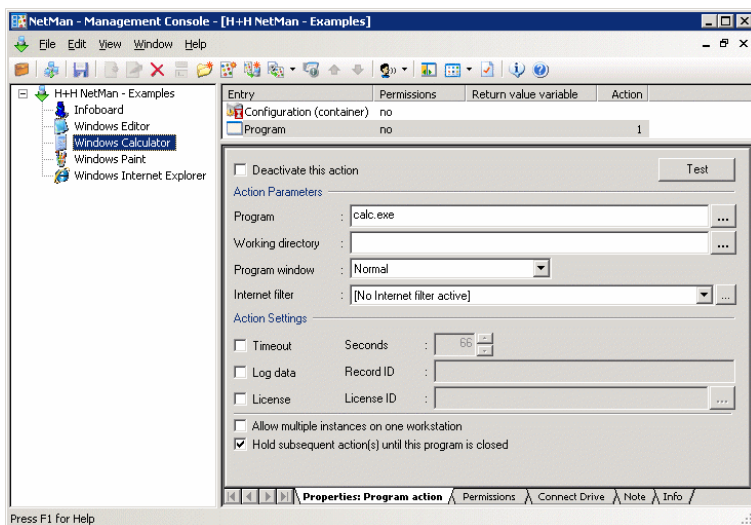 NetMan - Management Console - [H+H NetMan - Examples]
File Edit View Window Help
H+H NetMan - Examples
Infoboard
Windows Editor
Windows Calculator
Windows Paint
Windows Internet Explorer
Entry Permissions Return value variable Action
Configuration (container) no
Program no 1
Deactivate this action Test
Action Parameters
Program : calc.exe ...
Working directory : ...
Program window : Normal
Internet filter : [No Internet filter active] ...
Action Settings
Timeout Seconds : 66
Log data Record ID :
License License ID : ...
Allow multiple instances on one workstation
Hold subsequent action(s) until this program is closed
Properties: Program action Permissions Connect Drive Note Info
Press F1 for Help